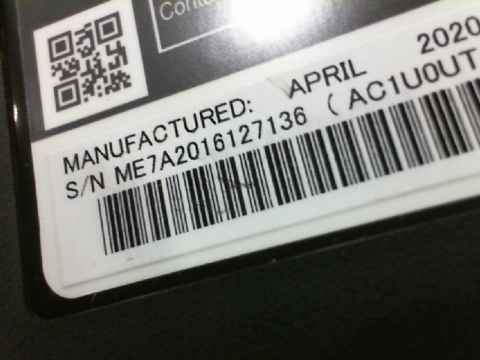 MANUFACTURED: APRIL 2020
S/N ME7A2016127136 ( AC1U0UT